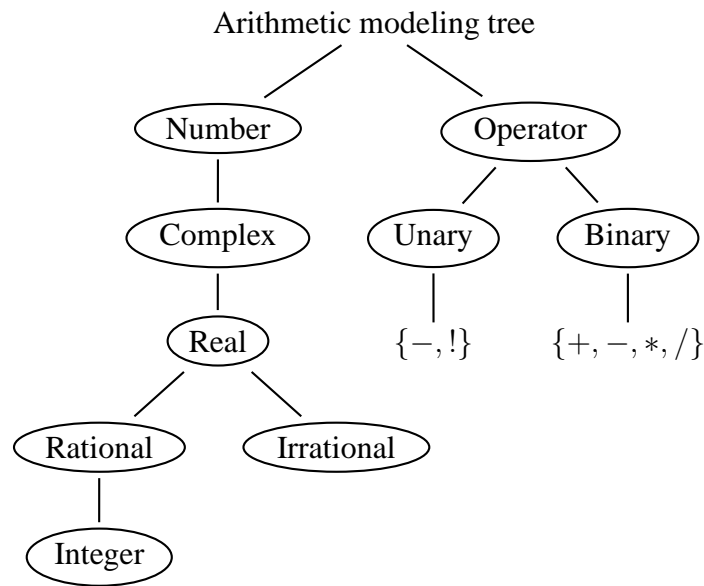 Arithmetic modeling tree
Number Operator
Complex Unary Binary
Real {−, !} {+, −, ∗, /}
Rational Irrational
Integer